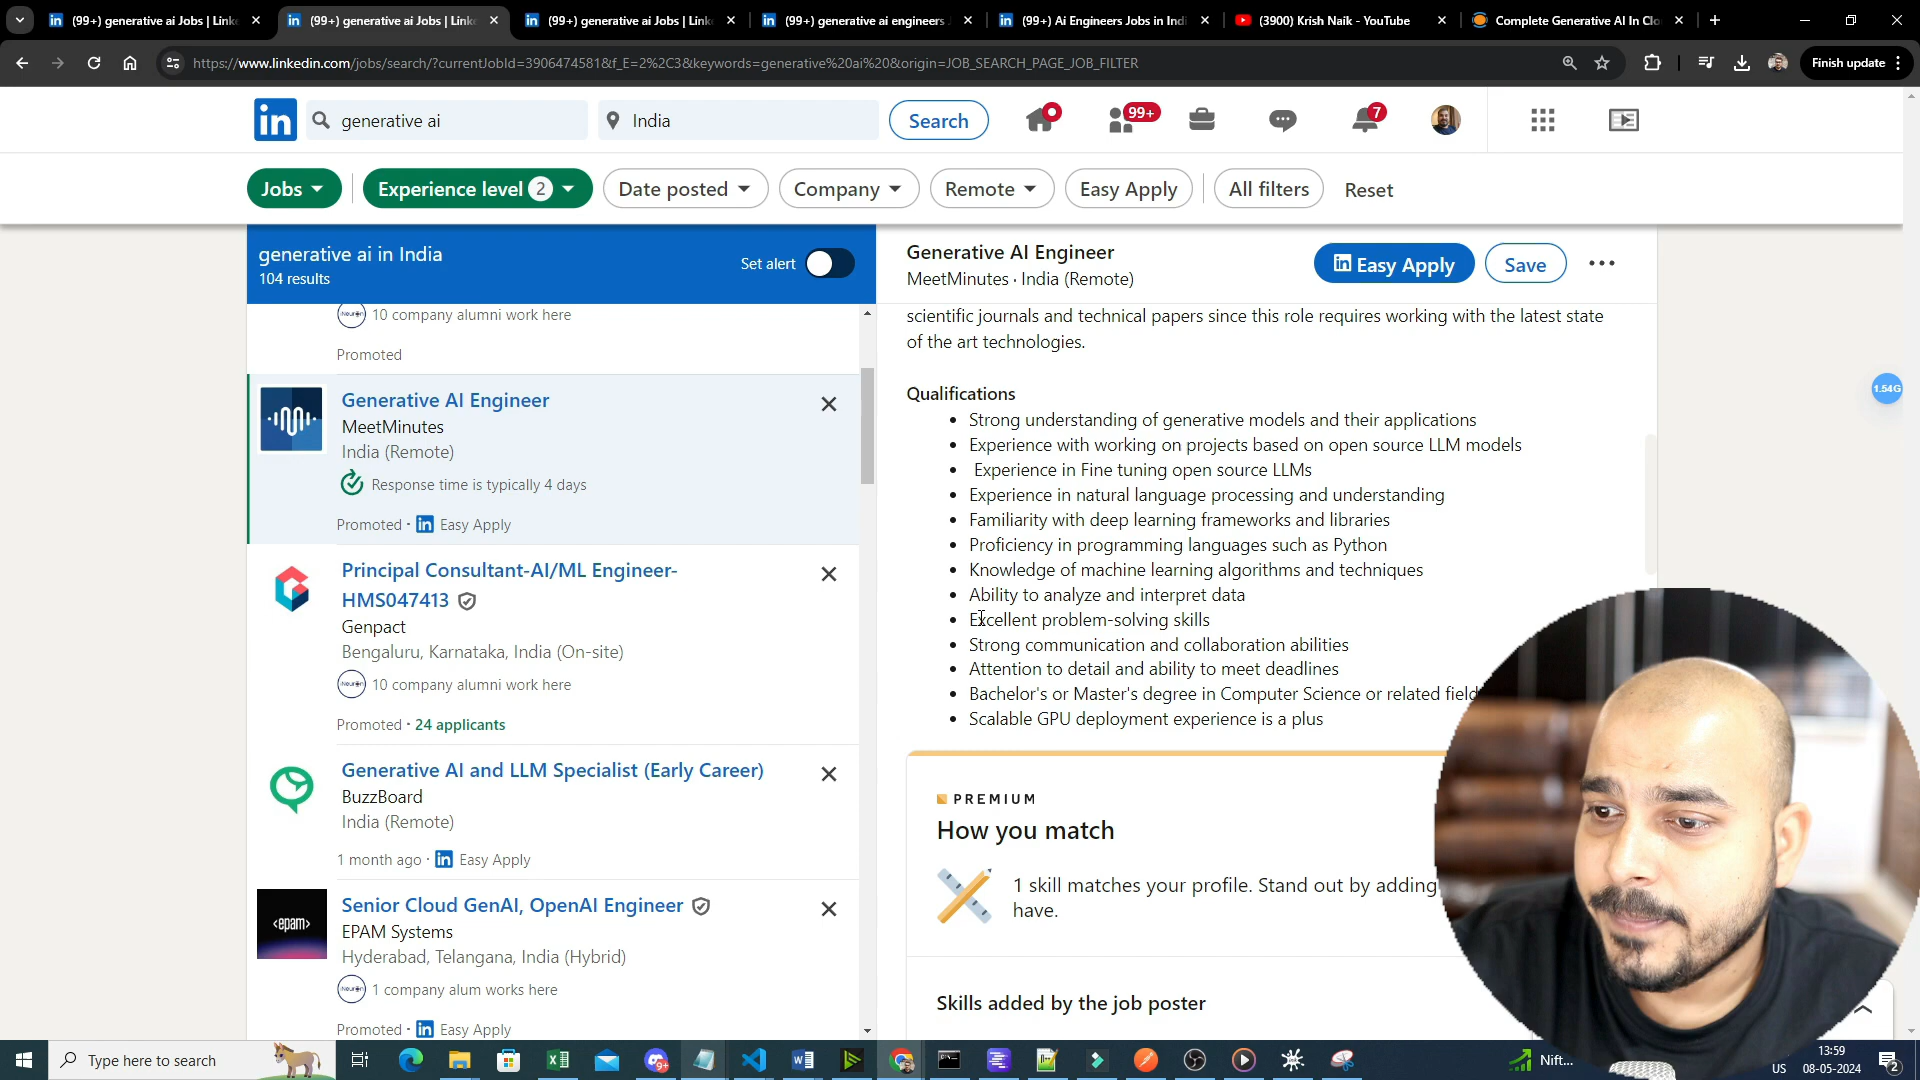 (99+) generative ai Jobs | Link
(99+) generative ai Jobs | Link
(99+) generative ai Jobs | Link
(99+) generative ai engineers
(99+) Ai Engineers Jobs in Ind
(3900) Krish Naik - YouTube
Complete Generative AI In Clo
https://www.linkedin.com/jobs/search/?currentJobId=3906474581&f_E=2%2C3&keywords=generative%20ai%20&origin=JOB_SEARCH_PAGE_JOB_FILTER
Finish update
in
generative ai
India
Search
99+
7
Jobs
Experience level 2
Date posted
Company
Remote
Easy Apply
All filters
Reset
generative ai in India
104 results
Set alert
10 company alumni work here
Promoted
Generative AI Engineer
MeetMinutes
India (Remote)
Response time is typically 4 days
Promoted · in Easy Apply
Principal Consultant-AI/ML Engineer-
HMS047413
Genpact
Bengaluru, Karnataka, India (On-site)
10 company alumni work here
Promoted · 24 applicants
Generative AI and LLM Specialist (Early Career)
BuzzBoard
India (Remote)
1 month ago · in Easy Apply
<epam>
Senior Cloud GenAI, OpenAI Engineer
EPAM Systems
Hyderabad, Telangana, India (Hybrid)
1 company alum works here
Promoted · in Easy Apply
Generative AI Engineer
MeetMinutes · India (Remote)
in Easy Apply
Save
scientific journals and technical papers since this role requires working with the latest state
of the art technologies.
Qualifications
• Strong understanding of generative models and their applications
• Experience with working on projects based on open source LLM models
• Experience in Fine tuning open source LLMs
• Experience in natural language processing and understanding
• Familiarity with deep learning frameworks and libraries
• Proficiency in programming languages such as Python
• Knowledge of machine learning algorithms and techniques
• Ability to analyze and interpret data
• Excellent problem-solving skills
• Strong communication and collaboration abilities
• Attention to detail and ability to meet deadlines
• Bachelor's or Master's degree in Computer Science or related field
• Scalable GPU deployment experience is a plus
PREMIUM
How you match
1 skill matches your profile. Stand out by adding
have.
Skills added by the job poster
1.54G
Type here to search
9+
Nift...
US
13:59
08-05-2024
2